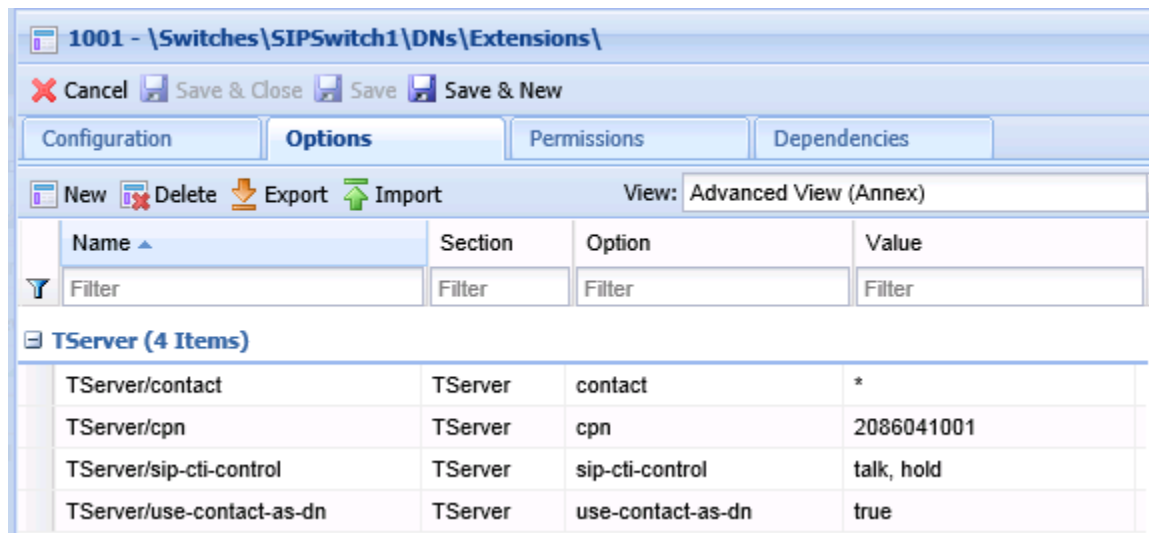 1001 - \Switches\SIPSwitch1\DNs\Extensions\
Cancel Save & Close Save Save & New
Configuration Options Permissions Dependencies
New Delete Export Import View: Advanced View (Annex)
Name Section Option Value
Filter Filter Filter Filter
TServer (4 Items)
TServer/contact TServer contact *
TServer/cpn TServer cpn 2086041001
TServer/sip-cti-control TServer sip-cti-control talk, hold
TServer/use-contact-as-dn TServer use-contact-as-dn true